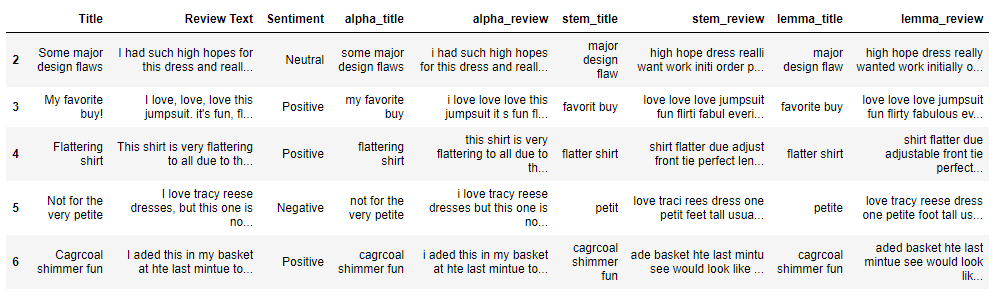 Title
Review Text
Sentiment
alpha_title
alpha_review
stem_title
stem_review
lemma_title
lemma_review
2
Some major
design flaws
I had such high hopes for
this dress and reall...
Neutral
some major
design flaws
i had such high hopes
for this dress and reall...
major
design
flaw
high hope dress realli
want work initi order p...
major
design flaw
high hope dress really
wanted work initially o...
3
My favorite
buy!
I love, love, love this
jumpsuit. it's fun, fl...
Positive
my favorite
buy
i love love love this
jumpsuit it s fun fl...
favorit buy
love love love jumpsuit
fun flirti fabul everi...
favorite buy
love love love jumpsuit
fun flirty fabulous ev...
4
Flattering
shirt
This shirt is very flattering
to all due to th...
Positive
flattering
shirt
this shirt is very
flattering to all due to
th...
flatter shirt
shirt flatter due adjust
front tie perfect len...
flatter shirt
shirt flatter due
adjustable front tie
perfect...
5
Not for the
very petite
I love tracy reese
dresses, but this one is
no...
Negative
not for the
very petite
i love tracy reese
dresses but this one is
no...
petit
love traci rees dress one
petit feet tall usua...
petite
love tracy reese dress
one petite foot tall us...
6
Cagrcoal
shimmer fun
I aded this in my basket
at hte last mintue to...
Positive
cagrcoal
shimmer fun
i aded this in my basket
at hte last mintue to...
cagrcoal
shimmer
fun
ade basket hte last mintu
see would look like ...
cagrcoal
shimmer fun
aded basket hte last
mintue see would look
lik...